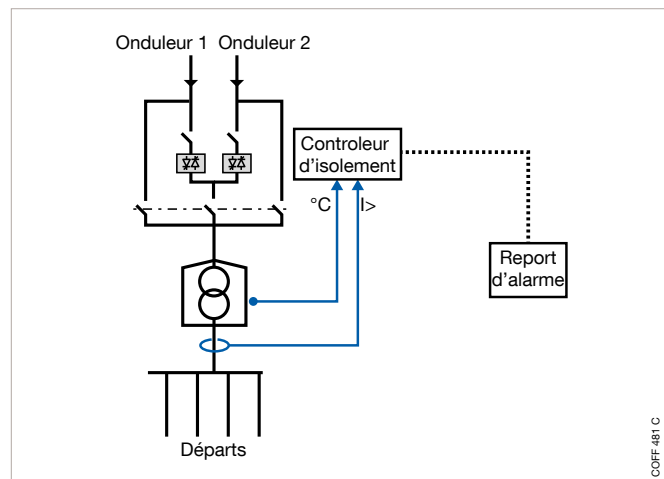 Onduleur 1 Onduleur 2
Controleur
d'isolement
°C
I>
Report
d'alarme
Départs
COFF 481 C